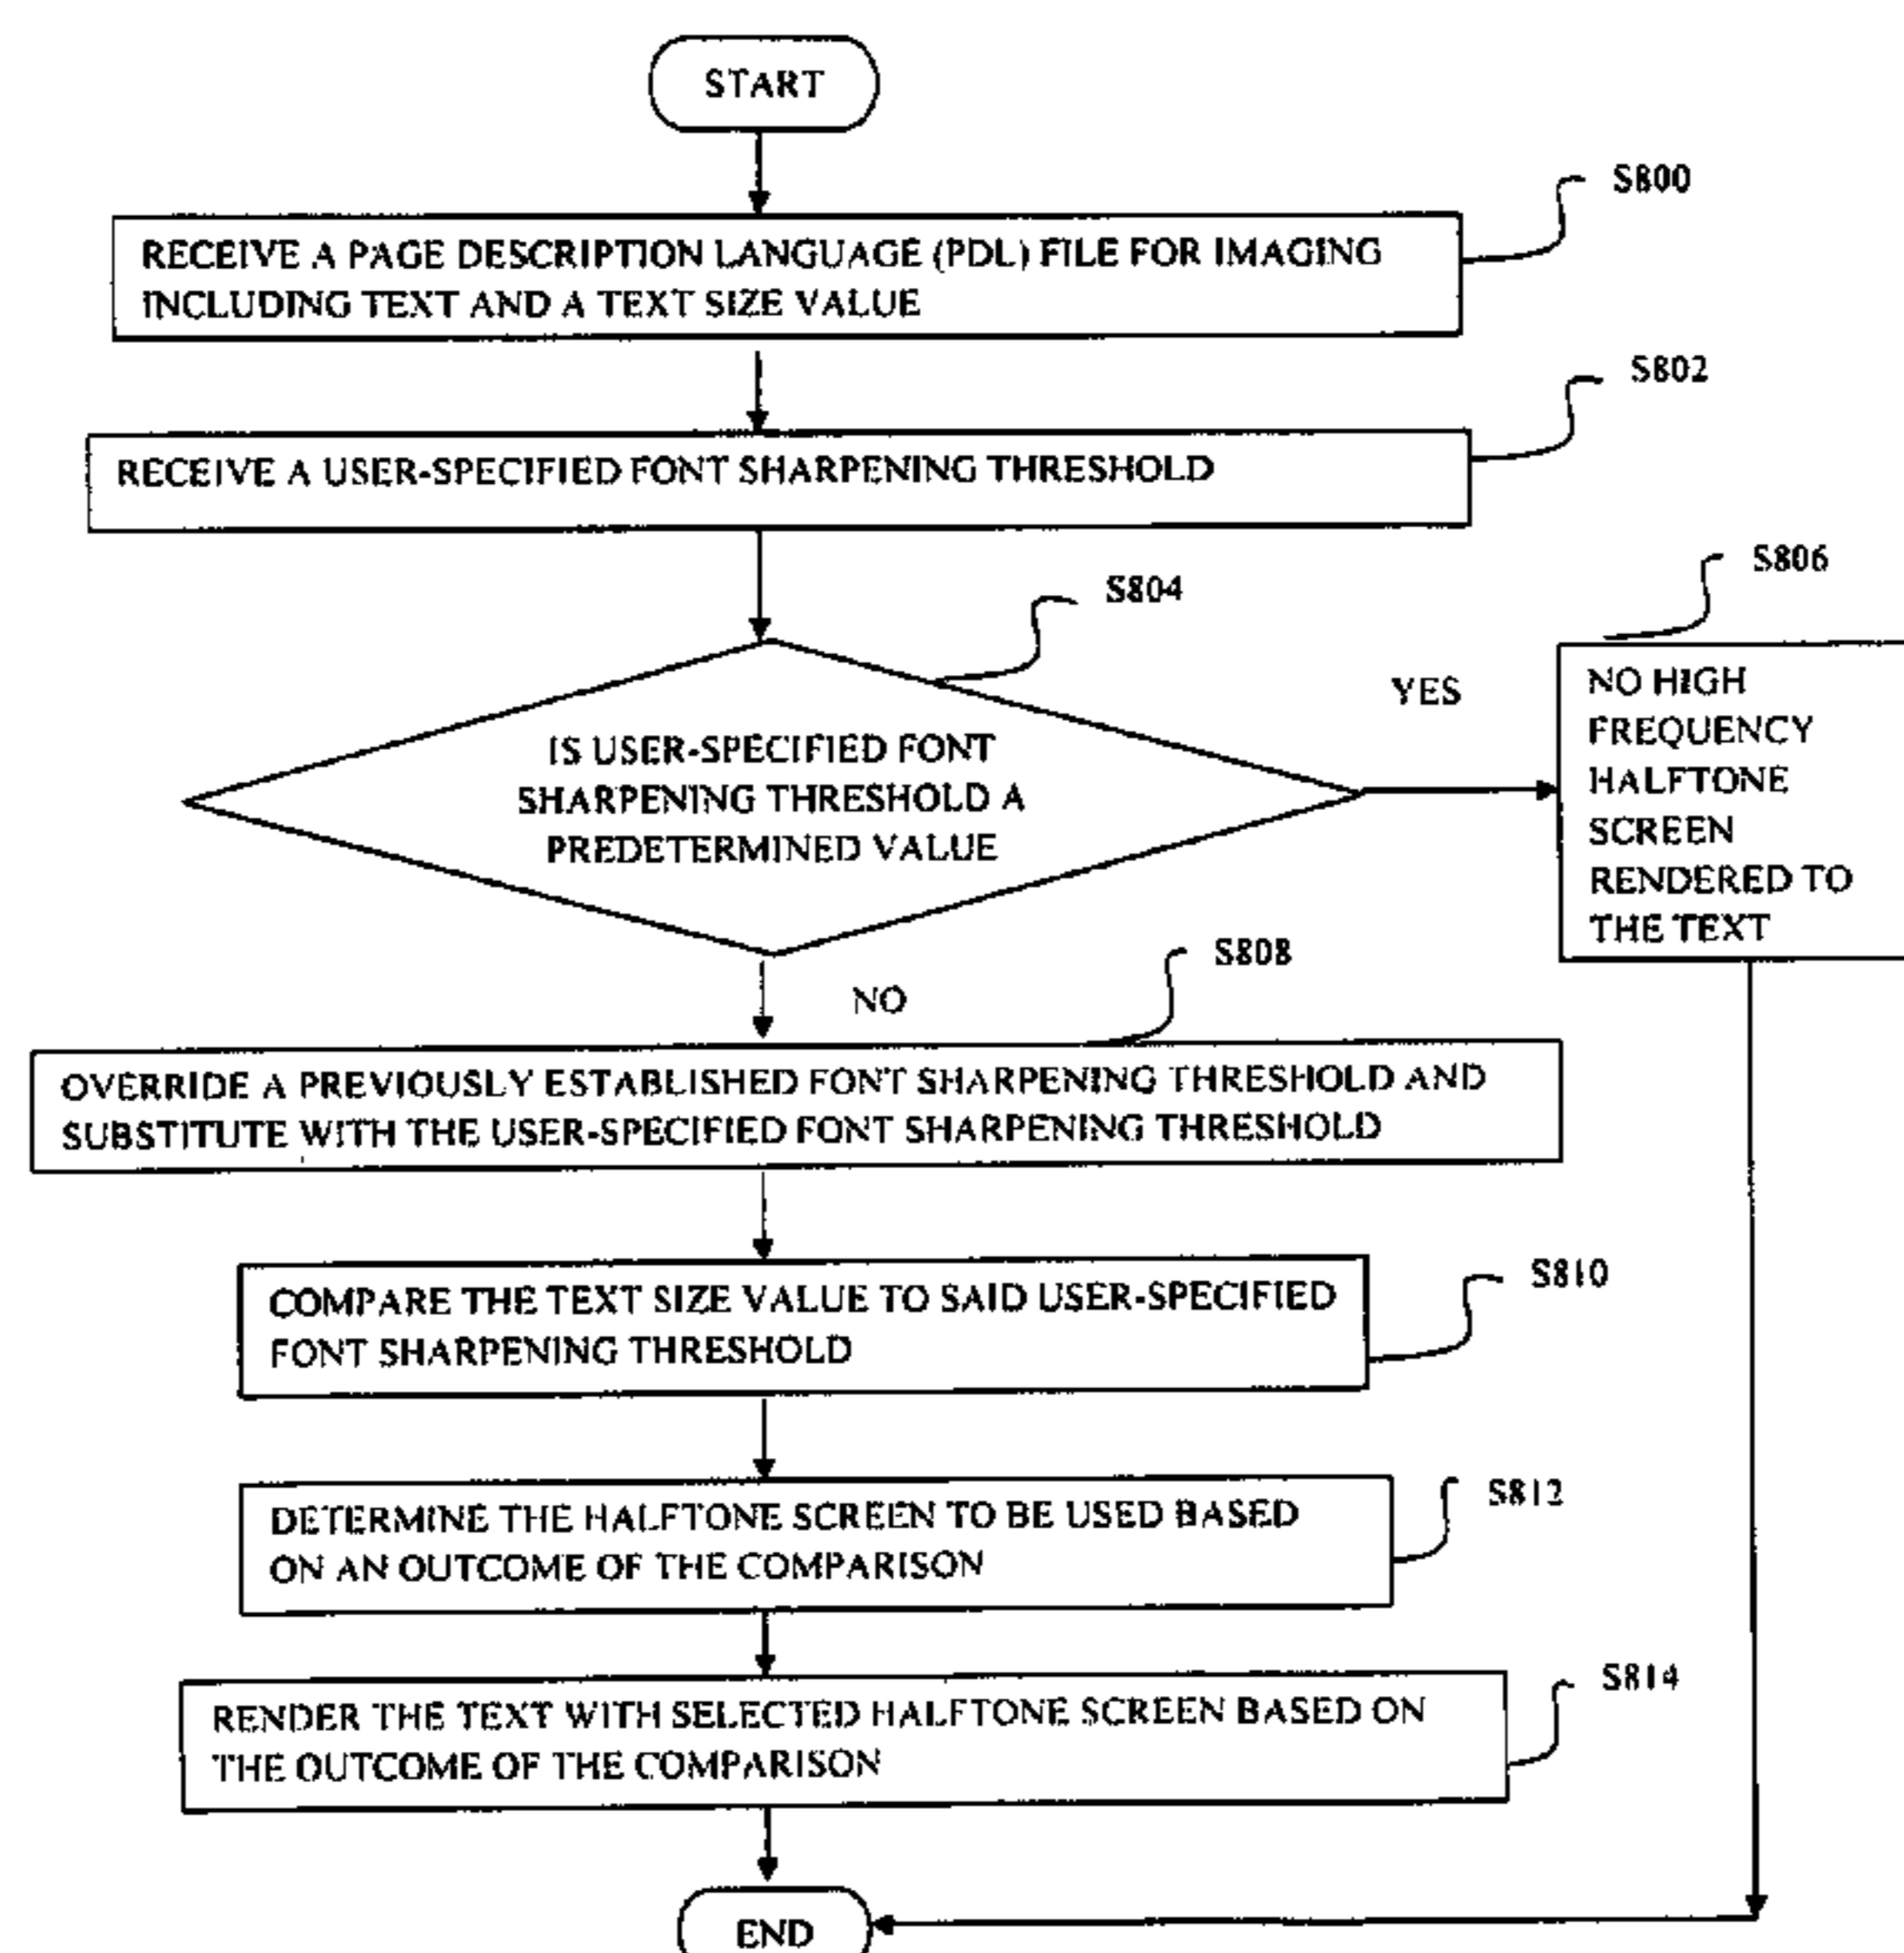 START
S800
RECEIVE A PAGE DESCRIPTION LANGUAGE (PDL) FILE FOR IMAGING
INCLUDING TEXT AND A TEXT SIZE VALUE
S802
RECEIVE A USER-SPECIFIED FONT SHARPENING THRESHOLD
S804
IS USER-SPECIFIED FONT
SHARPENING THRESHOLD A
PREDETERMINED VALUE
YES
S806
NO HIGH
FREQUENCY
HALFTONE
SCREEN
RENDERED TO
THE TEXT
NO
S808
OVERRIDE A PREVIOUSLY ESTABLISHED FONT SHARPENING THRESHOLD AND
SUBSTITUTE WITH THE USER-SPECIFIED FONT SHARPENING THRESHOLD
S810
COMPARE THE TEXT SIZE VALUE TO SAID USER-SPECIFIED
FONT SHARPENING THRESHOLD
S812
DETERMINE THE HALFTONE SCREEN TO BE USED BASED
ON AN OUTCOME OF THE COMPARISON
S814
RENDER THE TEXT WITH SELECTED HALFTONE SCREEN BASED ON
THE OUTCOME OF THE COMPARISON
END